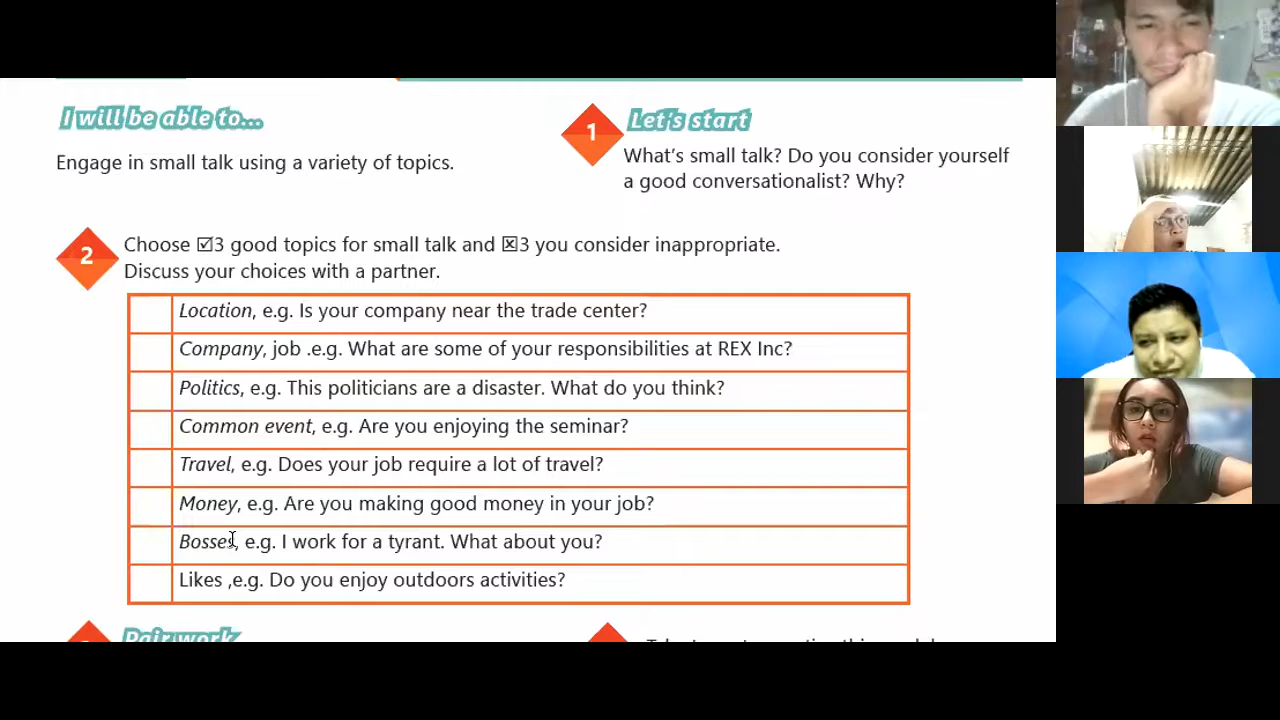 I will be able to...
Engage in small talk using a variety of topics.
1
Let's start
What's small talk? Do you consider yourself
a good conversationalist? Why?
2
Choose ☑3 good topics for small talk and ☒3 you consider inappropriate.
Discuss your choices with a partner.
Location, e.g. Is your company near the trade center?
Company, job .e.g. What are some of your responsibilities at REX Inc?
Politics, e.g. This politicians are a disaster. What do you think?
Common event, e.g. Are you enjoying the seminar?
Travel, e.g. Does your job require a lot of travel?
Money, e.g. Are you making good money in your job?
Bosses, e.g. I work for a tyrant. What about you?
Likes ,e.g. Do you enjoy outdoors activities?
Pair work